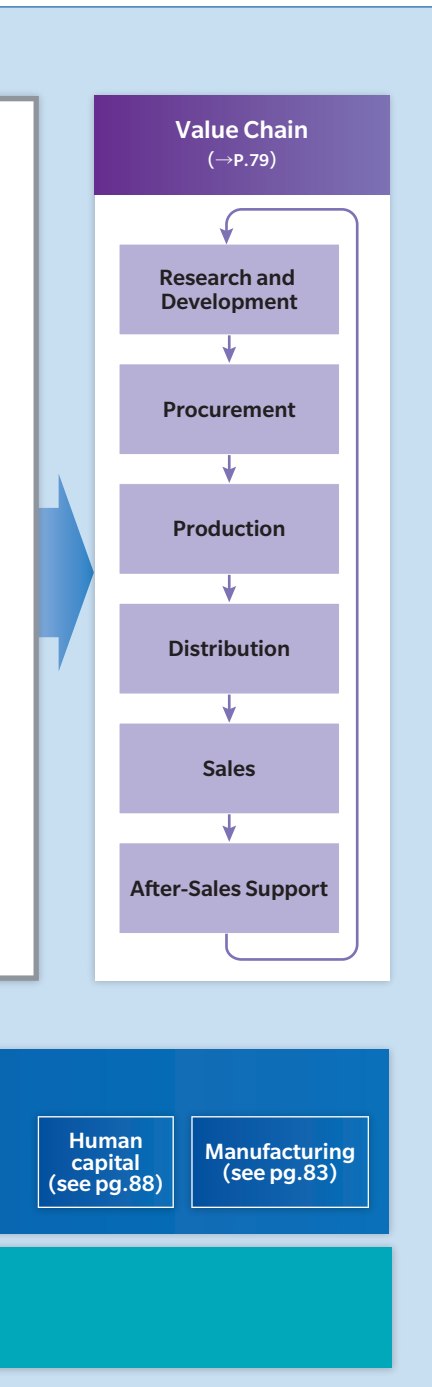 Value Chain
(→P.79)
Research and
Development
Procurement
Production
Distribution
Sales
After-Sales Support
Human
capital
(see pg.88)
Manufacturing
(see pg.83)